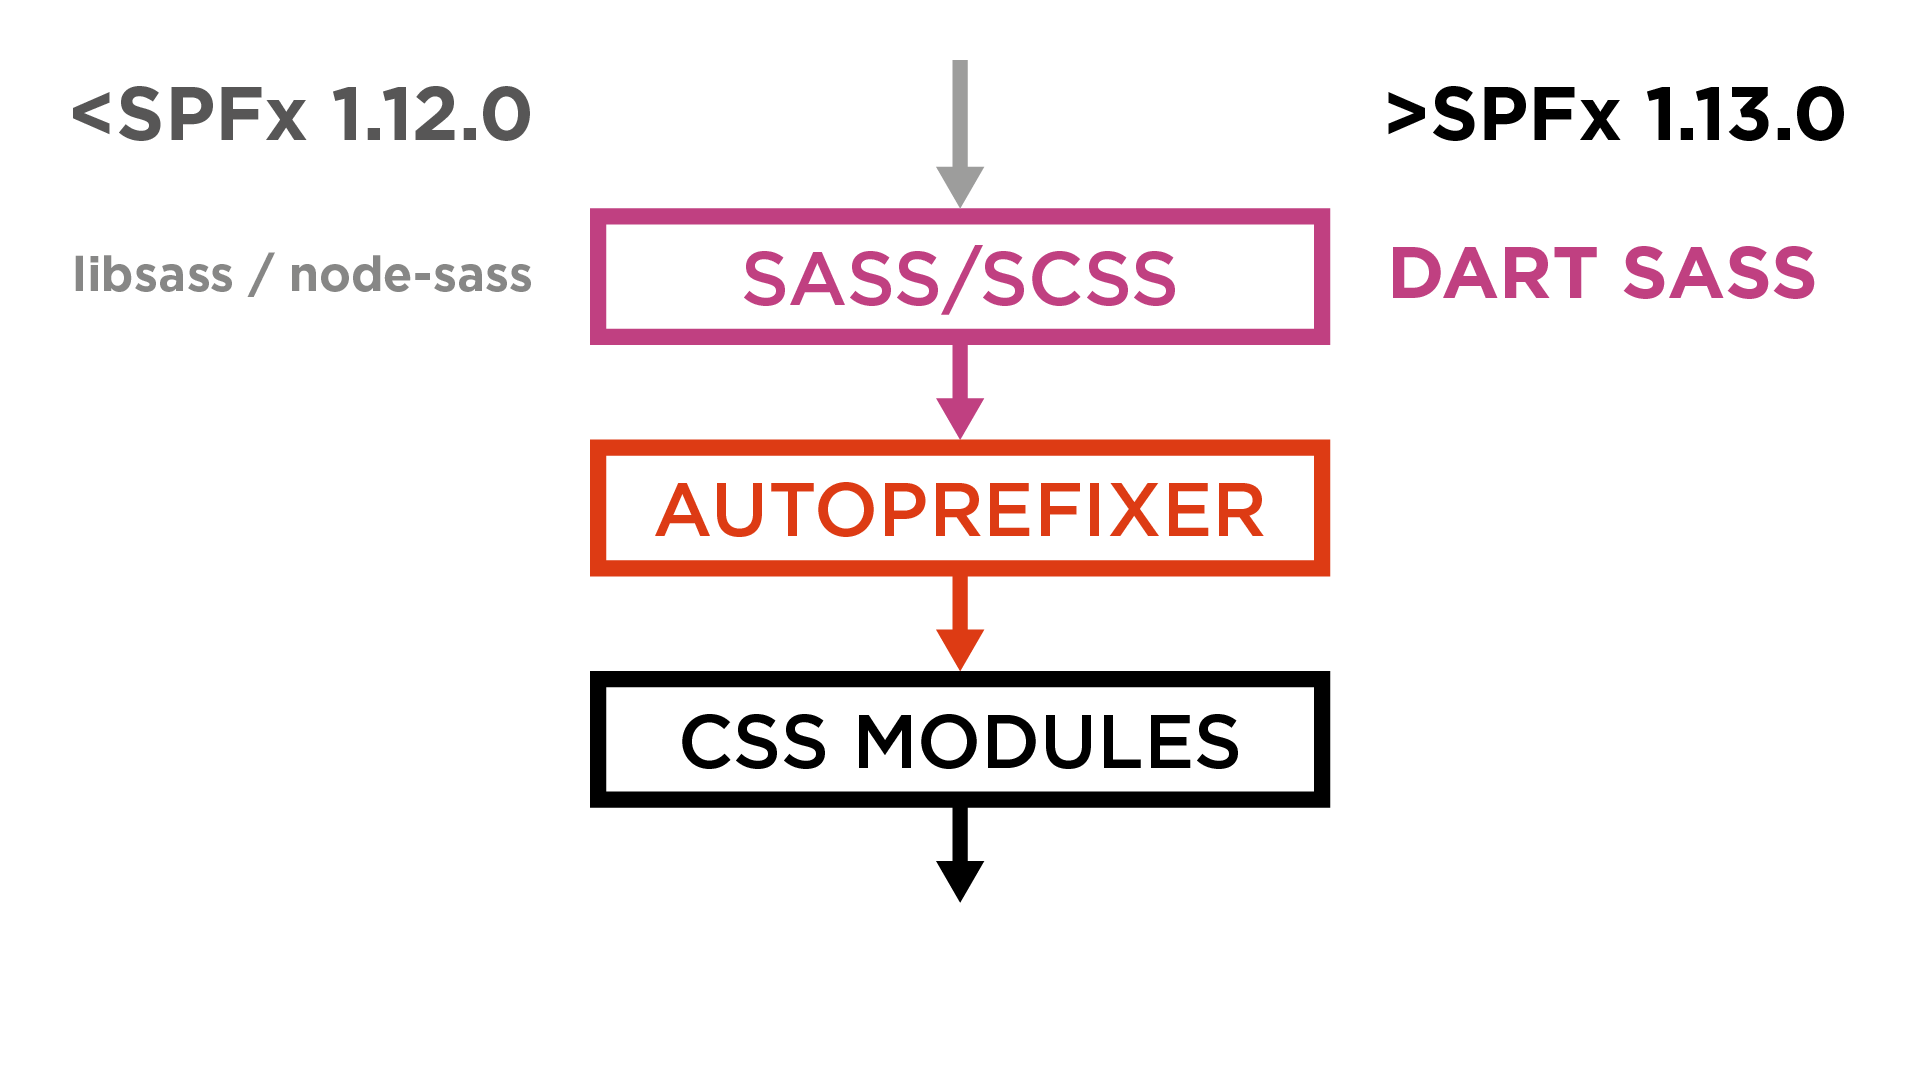 <SPFx 1.12.0
>SPFx 1.13.0
libsass / node-sass
SASS/SCSS
DART SASS
AUTOPREFIXER
CSS MODULES